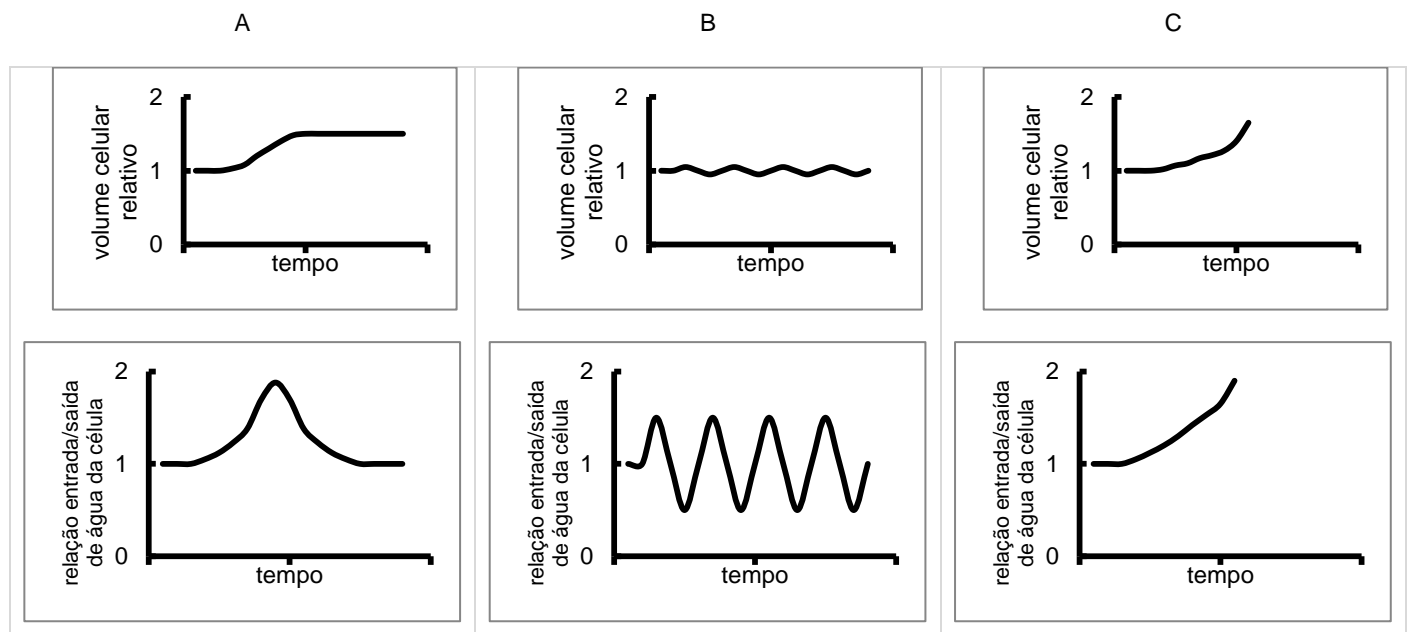 A
B
C
volume celular
relativo
2
1
0
tempo
volume celular
relativo
2
1
0
tempo
volume celular
relativo
2
1
0
tempo
relação entrada/saída
de água da célula
2
1
0
tempo
relação entrada/saída
de água da célula
2
1
0
tempo
relação entrada/saída
de água da célula
2
1
0
tempo